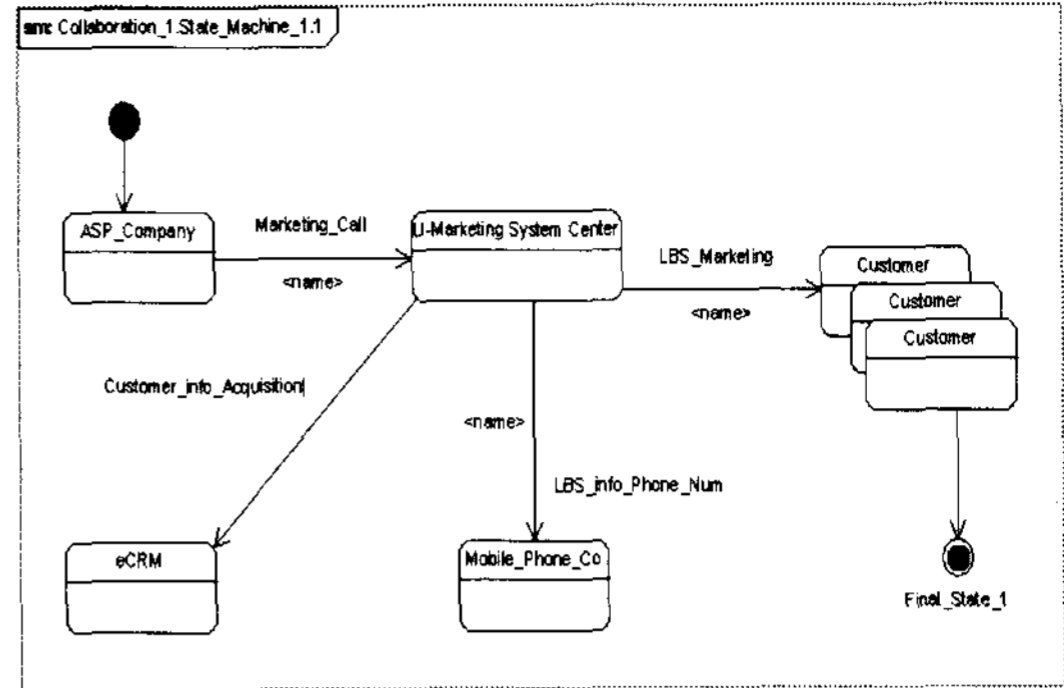 sm: Collaboration_1.State_Machine_1.1
ASP_Company
Marketing_Call
<name>
U-Marketing System Center
LBS_Marketing
<name>
Customer
Customer
Customer
Customer_info_Acquisition
<name>
LBS_info_Phone_Num
eCRM
Mobile_Phone_Co
Final_State_1